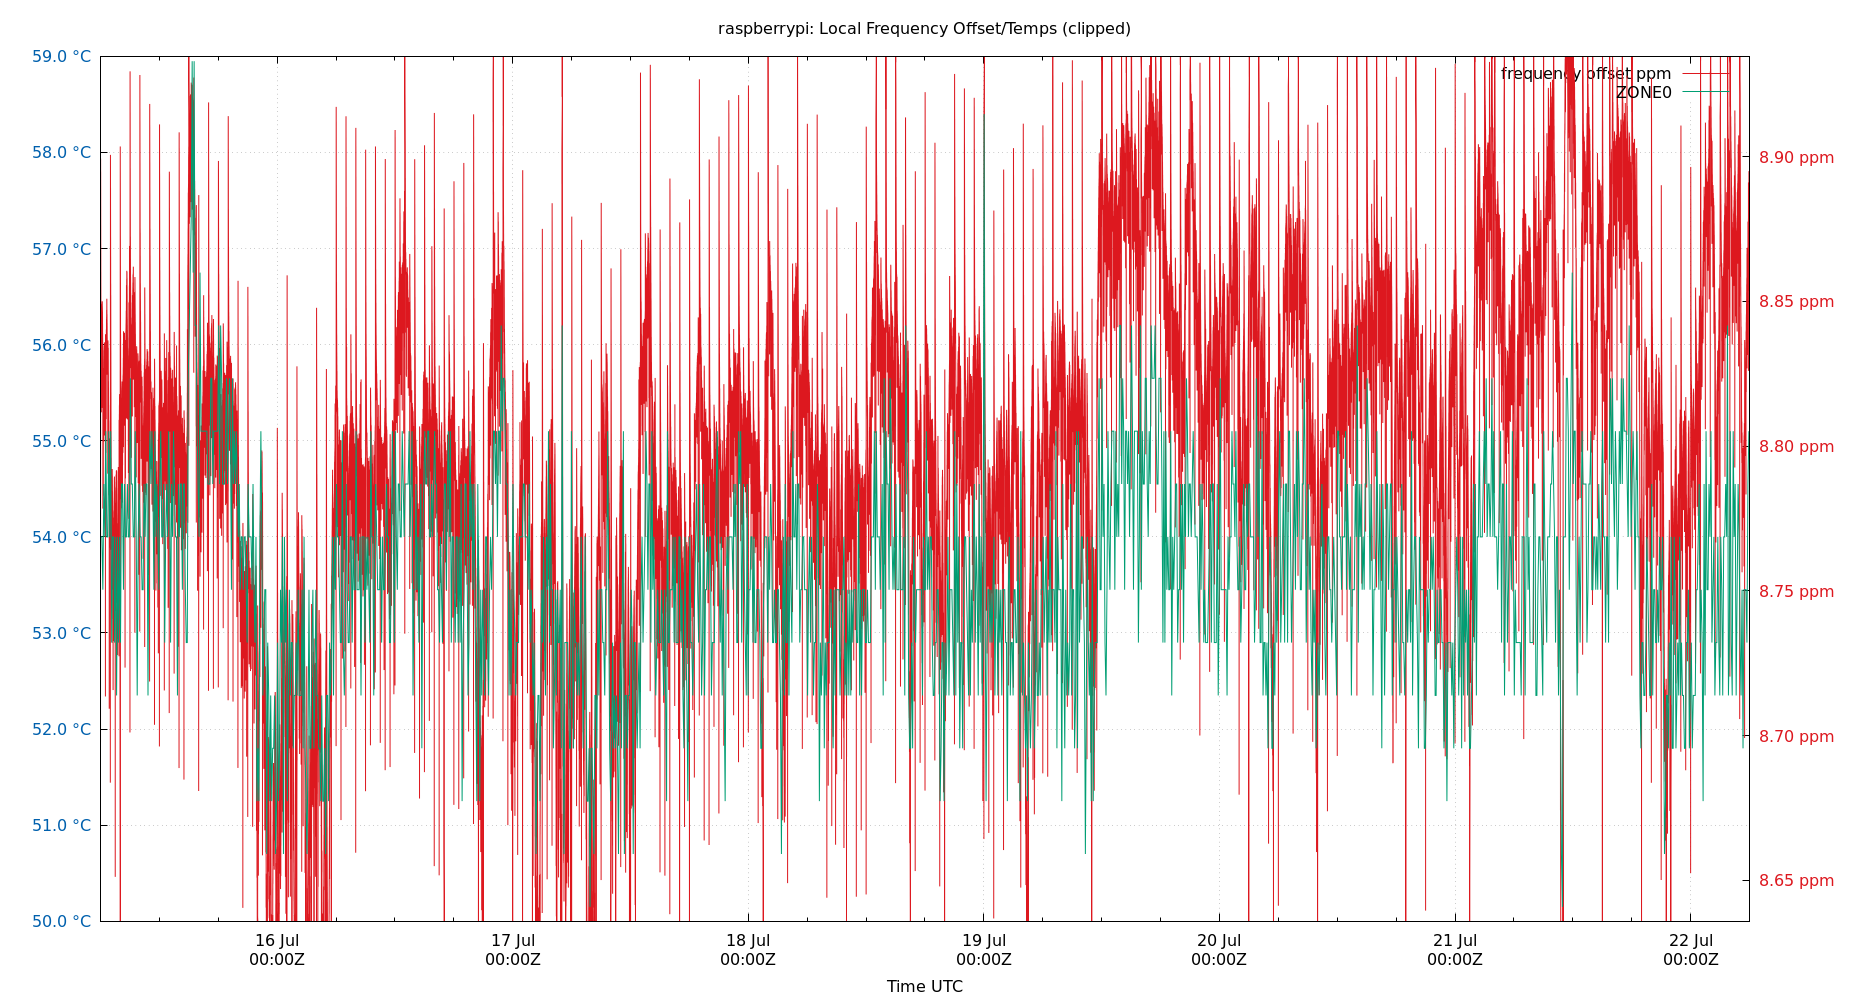 raspberrypi: Local Frequency Offset/Temps (clipped)
59.0 °C
58.0 °C
57.0 °C
56.0 °C
55.0 °C
54.0 °C
53.0 °C
52.0 °C
51.0 °C
50.0 °C
frequency offset ppm
ZONE0
8.90 ppm
8.85 ppm
8.80 ppm
8.75 ppm
8.70 ppm
8.65 ppm
16 Jul
00:00Z
17 Jul
00:00Z
18 Jul
00:00Z
19 Jul
00:00Z
20 Jul
00:00Z
21 Jul
00:00Z
22 Jul
00:00Z
Time UTC